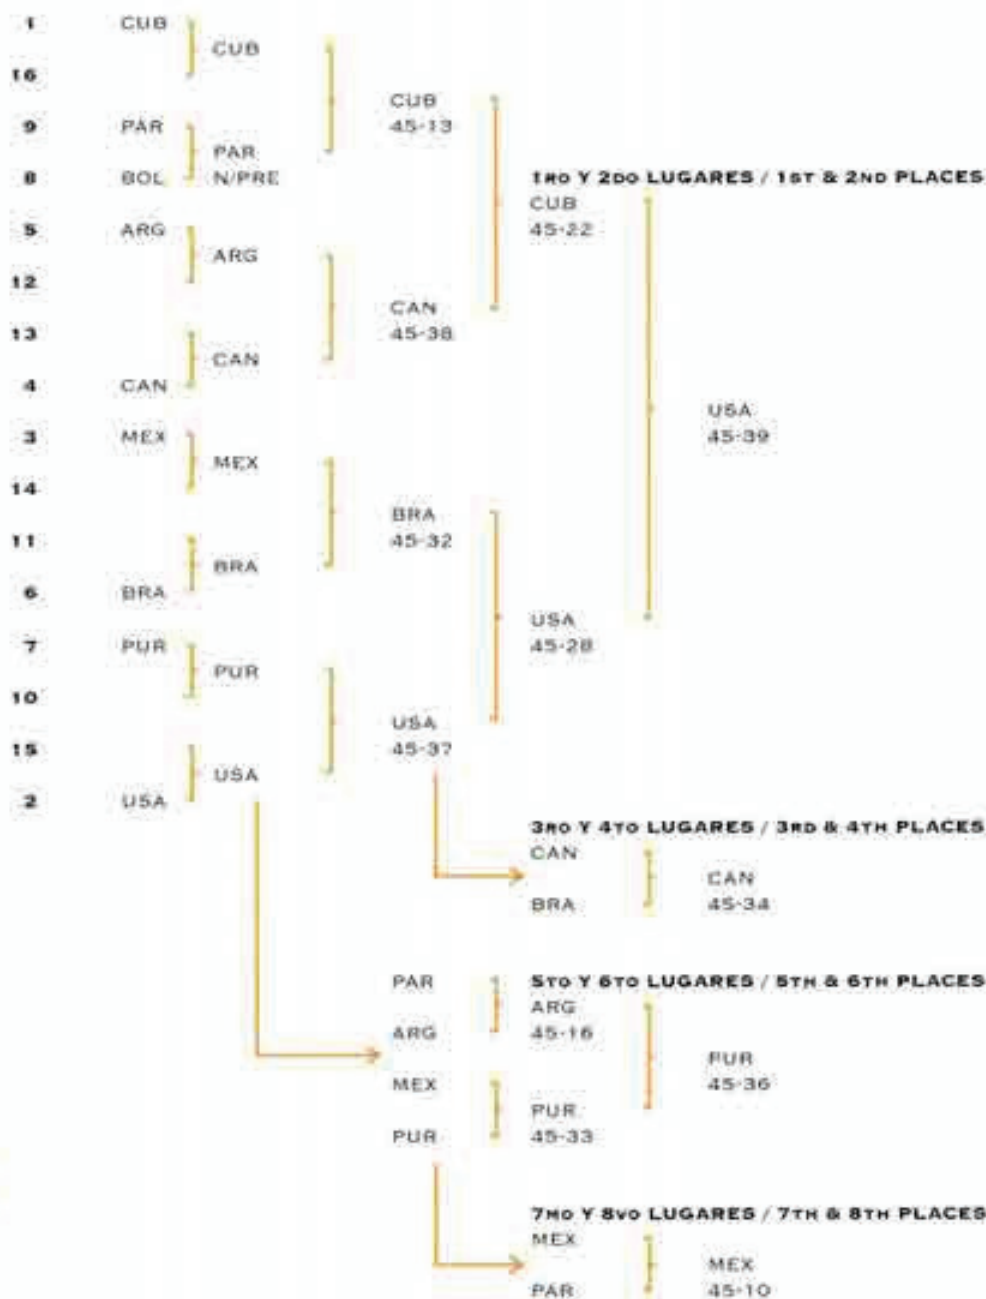 1 CUB
CUB
16
CUB
9 PAR 45-13
PAR
8 BOL N/PRE 1RO Y 2DO LUGARES / 1ST & 2ND PLACES
CUB
5 ARG 45-22
ARG
12
CAN
13 45-38
CAN
4 CAN
USA
3 MEX 45-39
MEX
14
BRA
11 45-32
BRA
6 BRA
USA
7 PUR 45-28
PUR
10
USA
15 45-37
USA
2 USA
3RO Y 4TO LUGARES / 3RD & 4TH PLACES
CAN
CAN
BRA 45-34
PAR 5TO Y 6TO LUGARES / 5TH & 6TH PLACES
ARG
ARG 45-16
PUR
MEX 45-36
PUR
PUR 45-33
7MO Y 8VO LUGARES / 7TH & 8TH PLACES
MEX
MEX
PAR 45-10